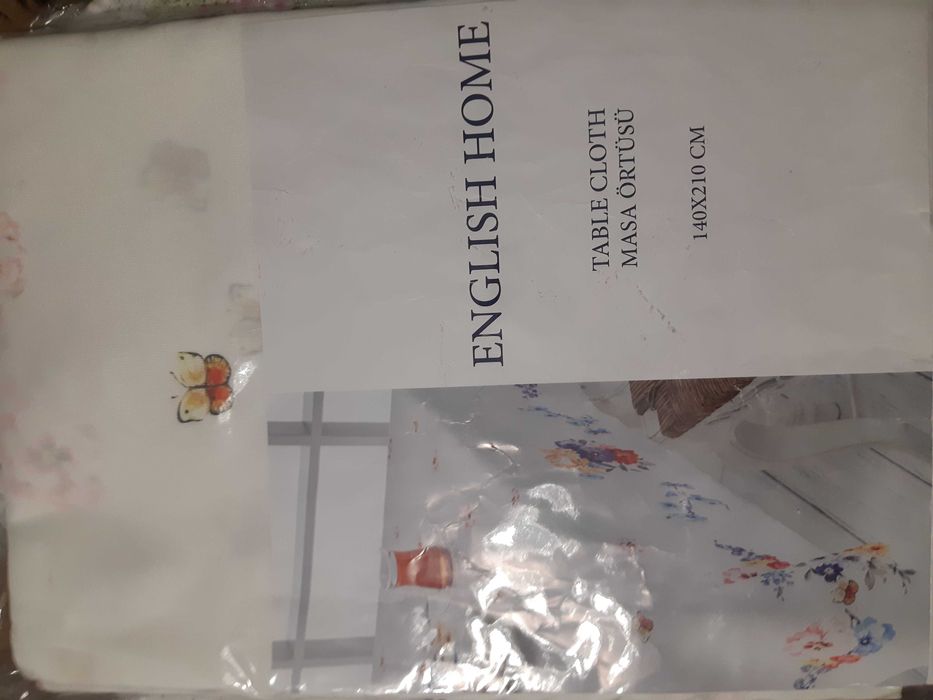 ENGLISH HOME
TABLE CLOTH
MASA ÖRTÜSÜ
140X210 CM